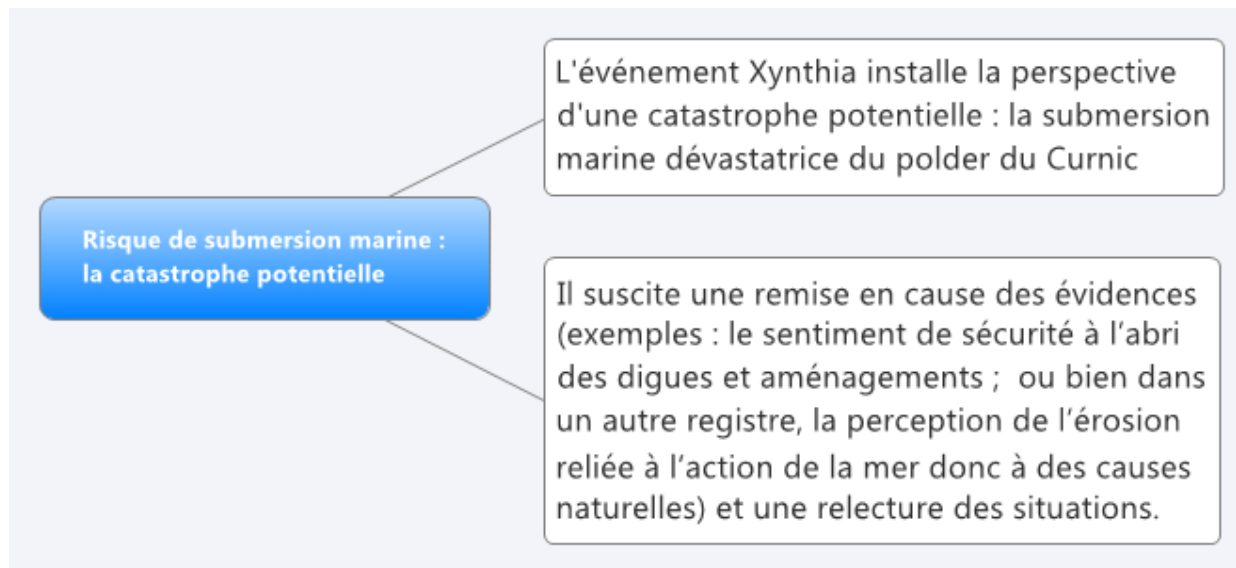 Risque de submersion marine :
la catastrophe potentielle
L'événement Xynthia installe la perspective
d'une catastrophe potentielle : la submersion
marine dévastatrice du polder du Curnic
Il suscite une remise en cause des évidences
(exemples : le sentiment de sécurité à l’abri
des digues et aménagements ;  ou bien dans
un autre registre, la perception de l’érosion
reliée à l’action de la mer donc à des causes
naturelles) et une relecture des situations.